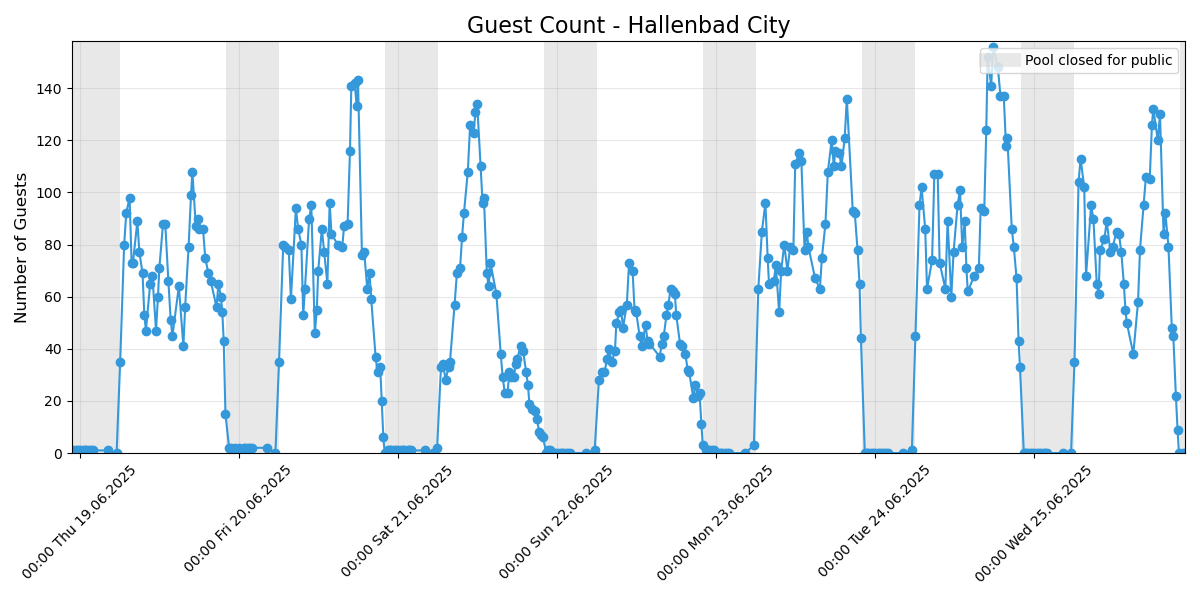 Guest Count - Hallenbad City
Pool closed for public
Number of Guests
140
120
100
80
60
40
20
0
00:00 Thu 19.06.2025
00:00 Fri 20.06.2025
00:00 Sat 21.06.2025
00:00 Sun 22.06.2025
00:00 Mon 23.06.2025
00:00 Tue 24.06.2025
00:00 Wed 25.06.2025